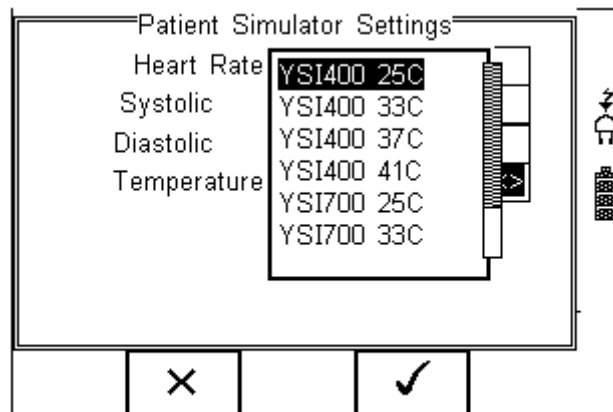 Patient Simulator Settings
Heart Rate
Systolic
Diastolic
Temperature
YSI400 25C
YSI400 33C
YSI400 37C
YSI400 41C
YSI700 25C
YSI700 33C